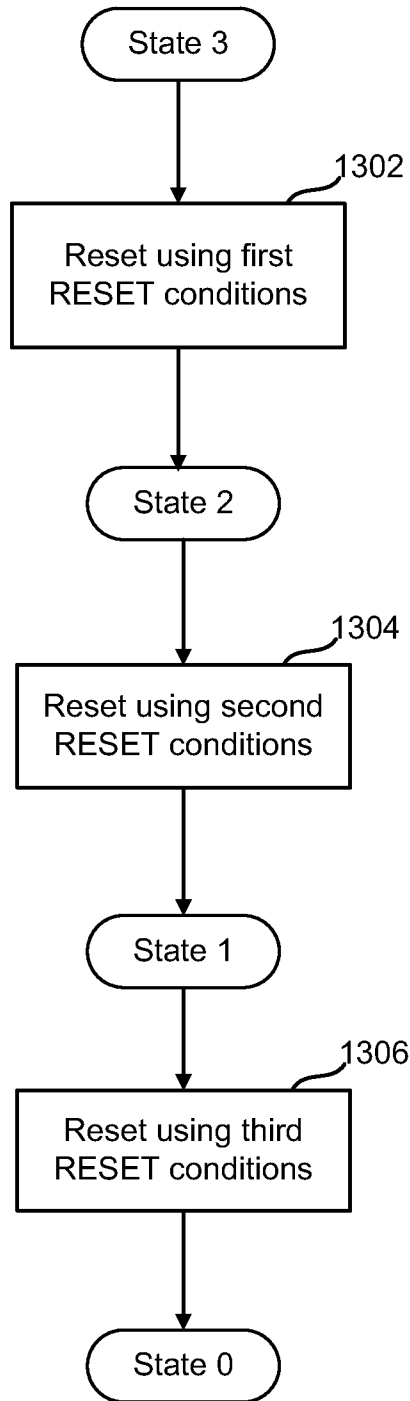 State 3
1302
Reset using first
RESET conditions
State 2
1304
Reset using second
RESET conditions
State 1
1306
Reset using third
RESET conditions
State 0